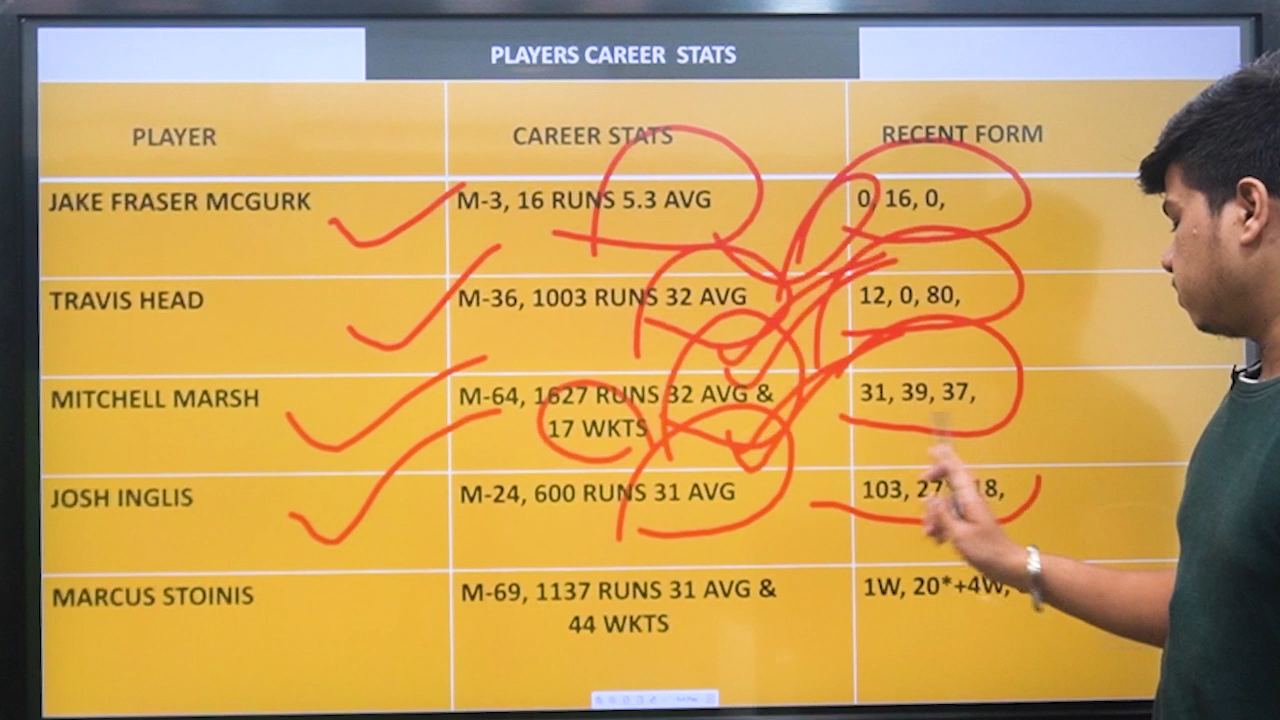 PLAYERS CAREER STATS
PLAYER CAREER STATS RECENT FORM
JAKE FRASER MCGURK M-3, 16 RUNS 5.3 AVG 0, 16, 0,
TRAVIS HEAD M-36, 1003 RUNS 32 AVG 12, 0, 80,
MITCHELL MARSH M-64, 1627 RUNS 32 AVG & 31, 39, 37,
17 WKTS
JOSH INGLIS M-24, 600 RUNS 31 AVG 103,
MARCUS STOINIS M-69, 1137 RUNS 31 AVG & 1W, 20*+4W,
44 WKTS